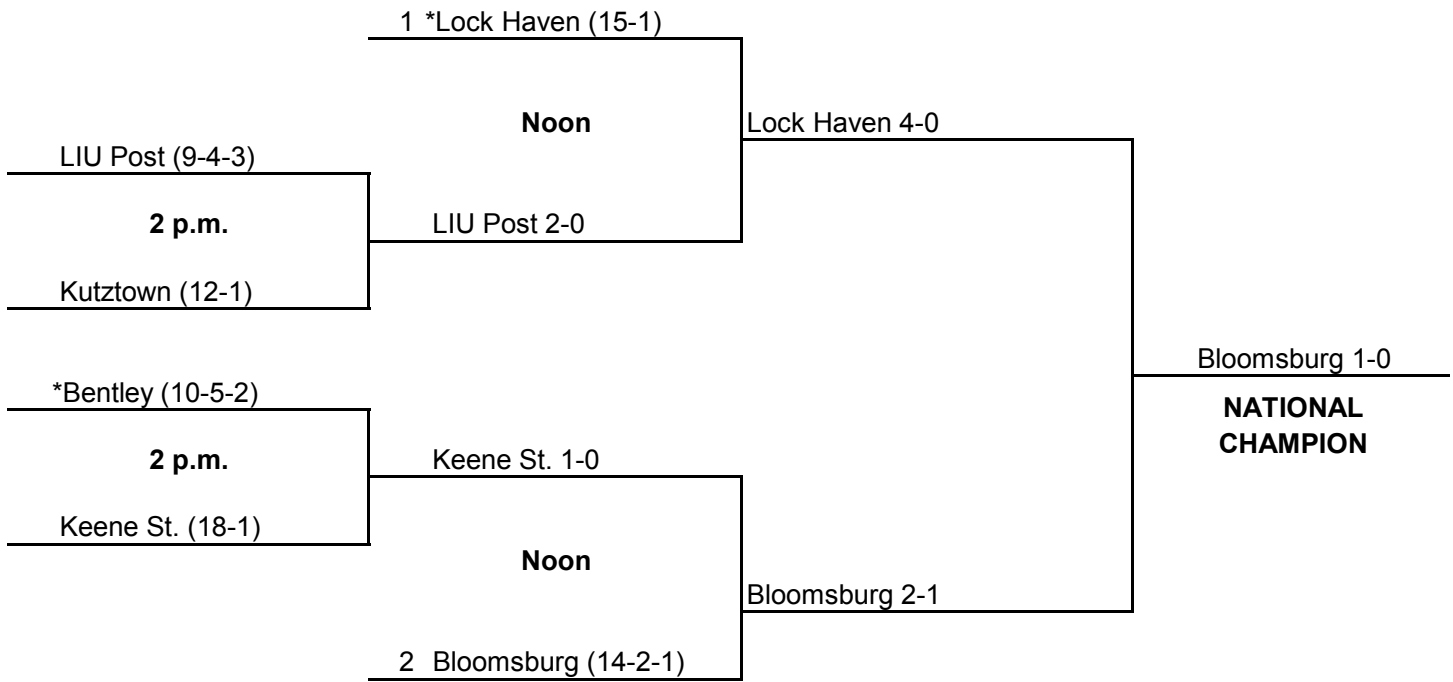 1 *Lock Haven (15-1)
Noon
Lock Haven 4-0
LIU Post (9-4-3)
2 p.m.
LIU Post 2-0
Kutztown (12-1)
Bloomsburg 1-0
*Bentley (10-5-2)
NATIONAL
CHAMPION
2 p.m.
Keene St. 1-0
Keene St. (18-1)
Noon
Bloomsburg 2-1
2 Bloomsburg (14-2-1)